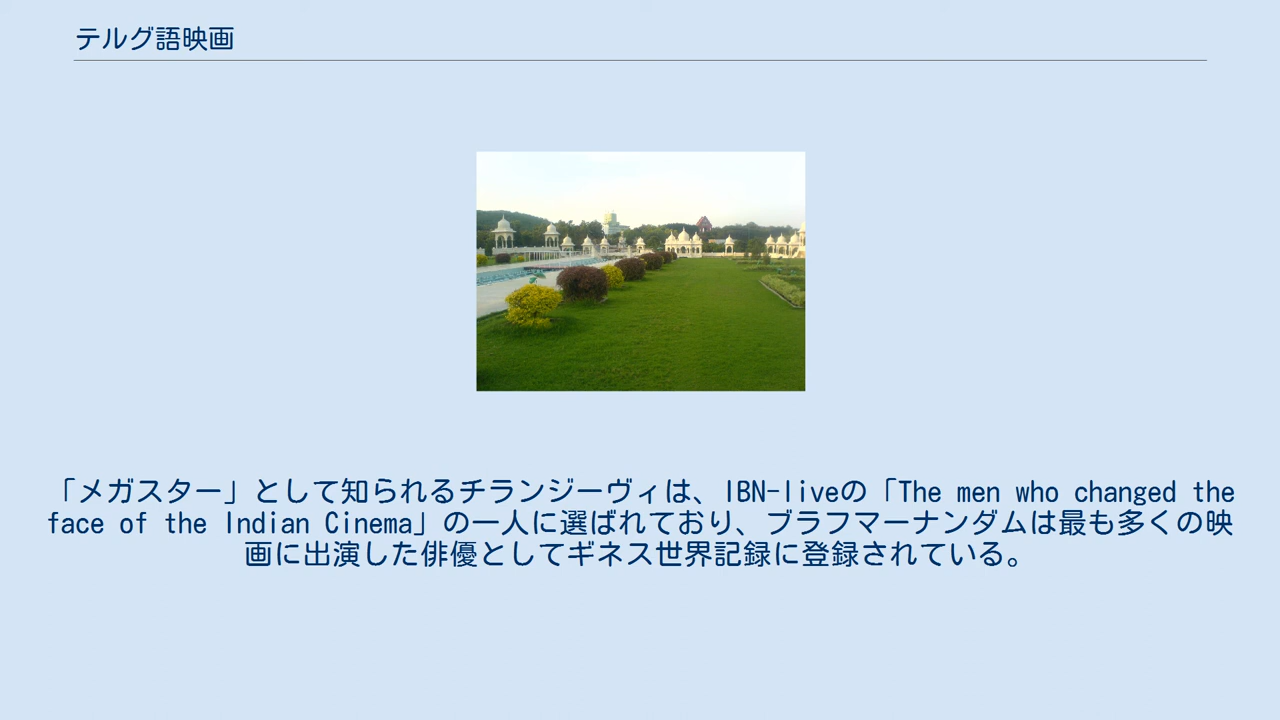 テルグ語映画
「メガスター」として知られるチランジーヴィは、IBN-liveの「The men who changed the
face of the Indian Cinema」の一人に選ばれており、ブラフマーナンダムは最も多くの映
画に出演した俳優としてギネス世界記録に登録されている。